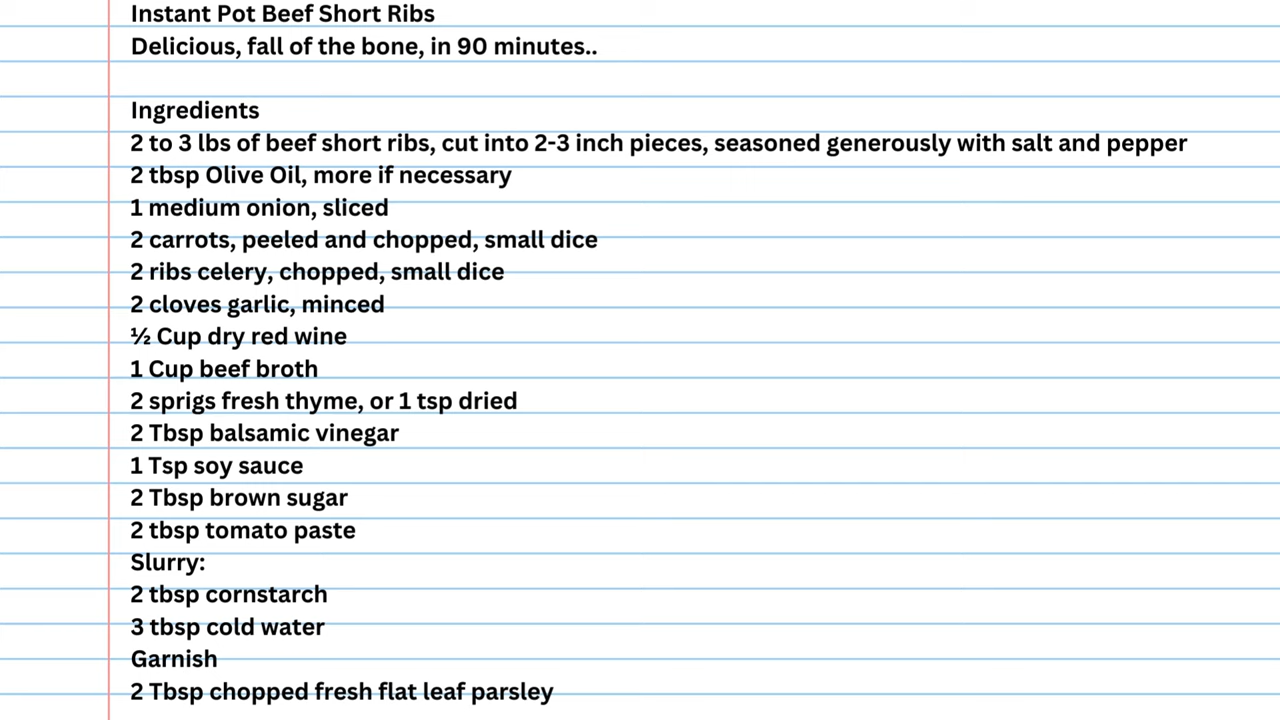 Instant Pot Beef Short Ribs
Delicious, fall of the bone, in 90 minutes..
Ingredients
2 to 3 lbs of beef short ribs, cut into 2-3 inch pieces, seasoned generously with salt and pepper
2 tbsp Olive Oil, more if necessary
1 medium onion, sliced
2 carrots, peeled and chopped, small dice
2 ribs celery, chopped, small dice
2 cloves garlic, minced
½ Cup dry red wine
1 Cup beef broth
2 sprigs fresh thyme, or 1 tsp dried
2 Tbsp balsamic vinegar
1 Tsp soy sauce
2 Tbsp brown sugar
2 tbsp tomato paste
Slurry:
2 tbsp cornstarch
3 tbsp cold water
Garnish
2 Tbsp chopped fresh flat leaf parsley